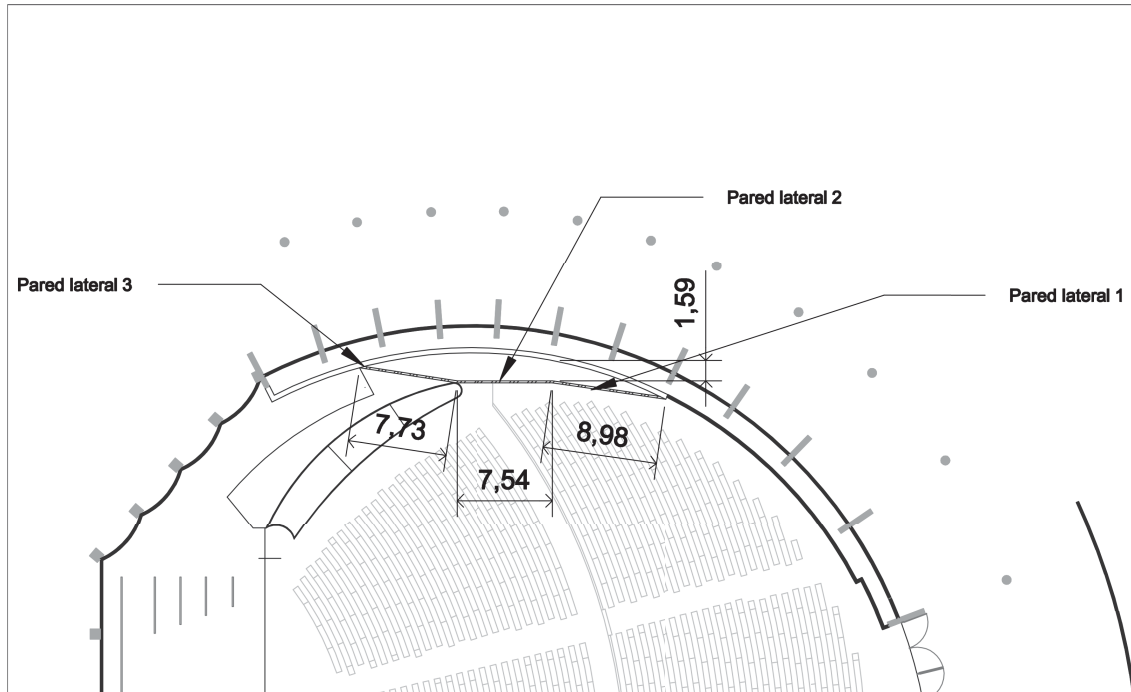 Pared lateral 2
Pared lateral 3
1,59
Pared lateral 1
7,73
8,98
7,54